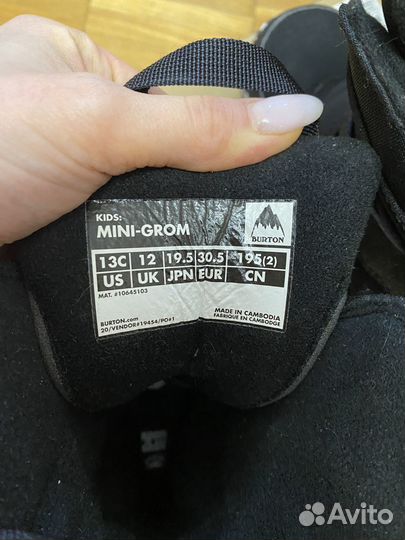 KIDS:
MINI-GROM
BURTON
13C 12 19.5 30.5 195(2)
US UK JPN EUR CN
MAT. #10645103
BURTON.com
20/VENDOR#19454/PO#1
MADE IN CAMBODIA
FABRIQUE EN CAMBODGE
Avito